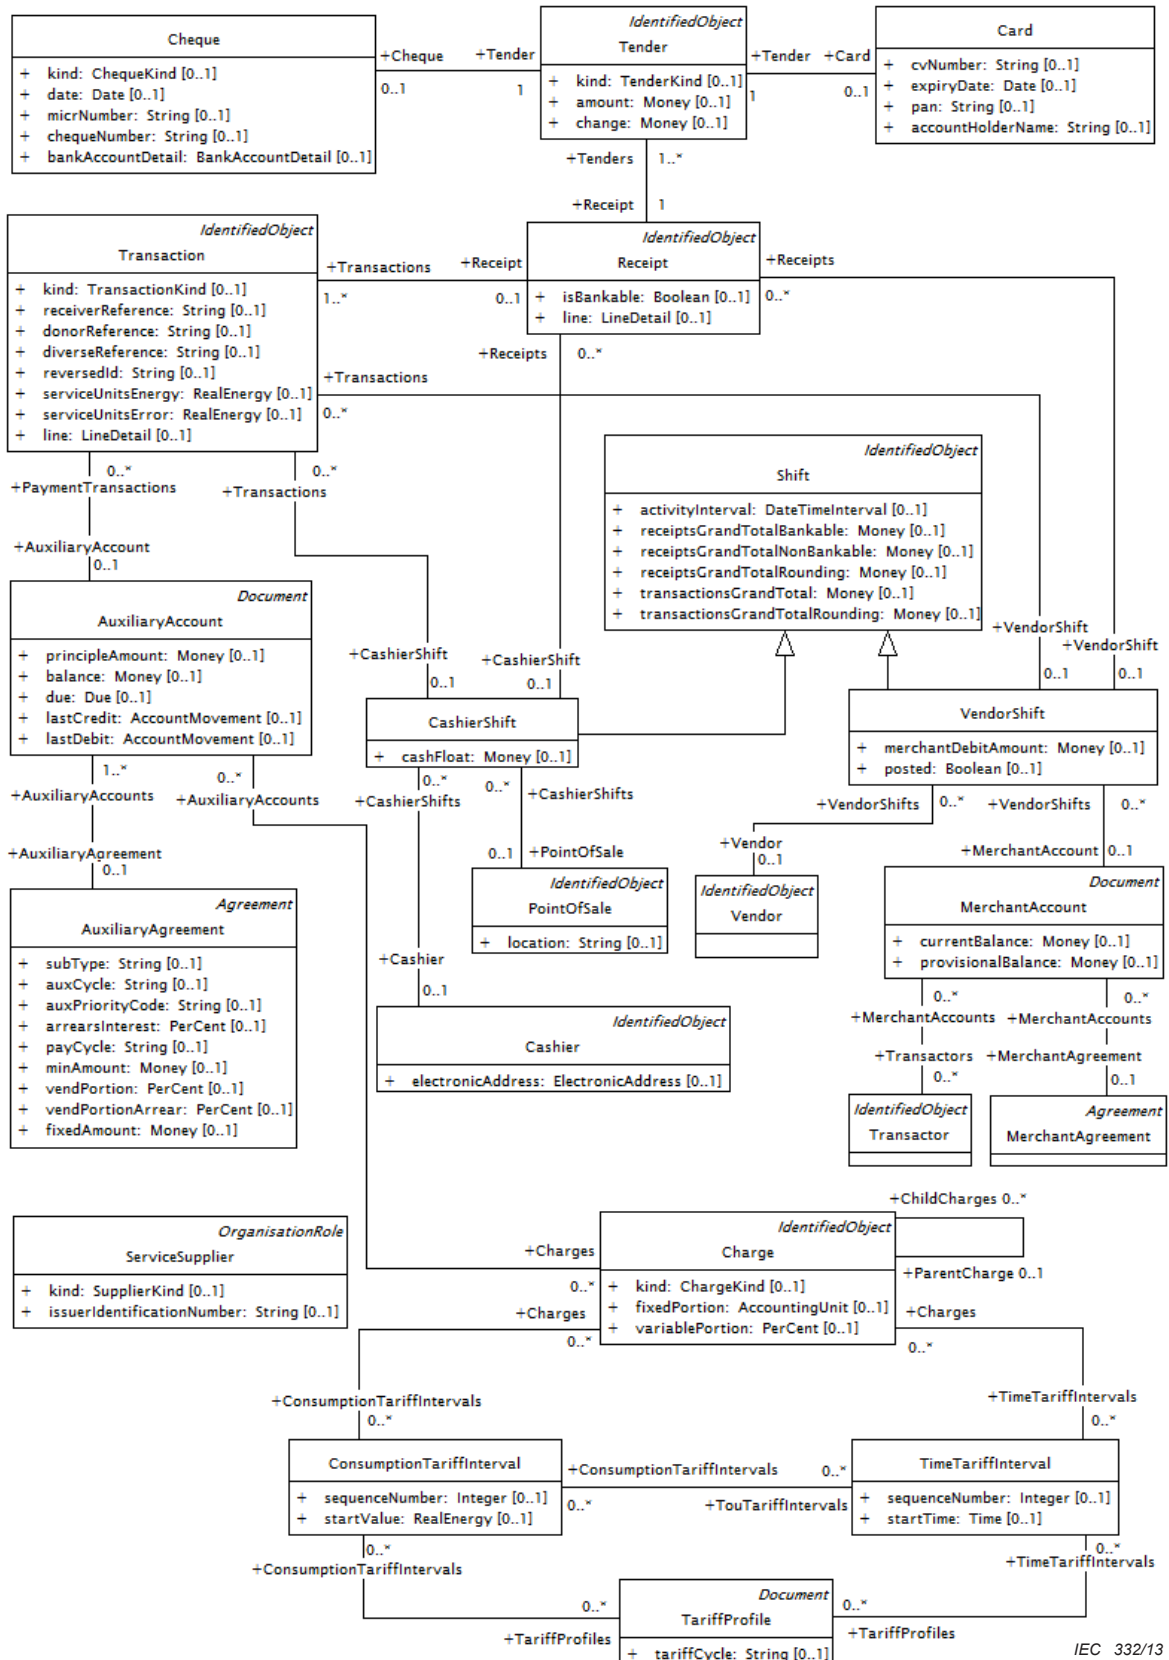 Cheque
+ kind: ChequeKind [0..1]
+ date: Date [0..1]
+ micrNumber: String [0..1]
+ chequeNumber: String [0..1]
+ bankAccountDetail: BankAccountDetail [0..1]
+Cheque
0..1
+Tender
1
IdentifiedObject
Tender
+ kind: TenderKind [0..1]
+ amount: Money [0..1]
+ change: Money [0..1]
+Tender
1
+Card
0..1
Card
+ cvNumber: String [0..1]
+ expiryDate: Date [0..1]
+ pan: String [0..1]
+ accountHolderName: String [0..1]
+Tenders
1..*
+Receipt
1
IdentifiedObject
Transaction
+ kind: TransactionKind [0..1]
+ receiverReference: String [0..1]
+ donorReference: String [0..1]
+ diverseReference: String [0..1]
+ reversedId: String [0..1]
+ serviceUnitsEnergy: RealEnergy [0..1]
+ serviceUnitsError: RealEnergy [0..1]
+ line: LineDetail [0..1]
+Transactions
1..*
+Receipt
0..1
IdentifiedObject
Receipt
+ isBankable: Boolean [0..1]
+ line: LineDetail [0..1]
+Receipts
0..*
+Receipts
0..*
+Transactions
0..*
IdentifiedObject
Shift
+ activityInterval: DateTimeInterval [0..1]
+ receiptsGrandTotalBankable: Money [0..1]
+ receiptsGrandTotalNonBankable: Money [0..1]
+ receiptsGrandTotalRounding: Money [0..1]
+ transactionsGrandTotal: Money [0..1]
+ transactionsGrandTotalRounding: Money [0..1]
0..*
+PaymentTransactions
0..*
+Transactions
+AuxiliaryAccount
0..1
Document
AuxiliaryAccount
+ principleAmount: Money [0..1]
+ balance: Money [0..1]
+ due: Due [0..1]
+ lastCredit: AccountMovement [0..1]
+ lastDebit: AccountMovement [0..1]
+CashierShift
0..1
+CashierShift
0..1
+VendorShift
0..1
+VendorShift
0..1
CashierShift
+ cashFloat: Money [0..1]
VendorShift
+ merchantDebitAmount: Money [0..1]
+ posted: Boolean [0..1]
1..*
+AuxiliaryAccounts
0..*
+AuxiliaryAccounts
0..*
+CashierShifts
0..*
+CashierShifts
+VendorShifts
0..*
+VendorShifts
0..*
+AuxiliaryAgreement
0..1
0..1
+PointOfSale
+Vendor
0..1
+MerchantAccount
0..1
IdentifiedObject
PointOfSale
+ location: String [0..1]
IdentifiedObject
Vendor
Document
MerchantAccount
+ currentBalance: Money [0..1]
+ provisionalBalance: Money [0..1]
Agreement
AuxiliaryAgreement
+ subType: String [0..1]
+ auxCycle: String [0..1]
+ auxPriorityCode: String [0..1]
+ arrearsInterest: PerCent [0..1]
+ payCycle: String [0..1]
+ minAmount: Money [0..1]
+ vendPortion: PerCent [0..1]
+ vendPortionArrear: PerCent [0..1]
+ fixedAmount: Money [0..1]
+Cashier
0..1
IdentifiedObject
Cashier
+ electronicAddress: ElectronicAddress [0..1]
0..*
+MerchantAccounts
0..*
+MerchantAccounts
+Transactors
0..*
+MerchantAgreement
0..1
IdentifiedObject
Transactor
Agreement
MerchantAgreement
OrganisationRole
ServiceSupplier
+ kind: SupplierKind [0..1]
+ issuerIdentificationNumber: String [0..1]
+ChildCharges 0..*
+ParentCharge 0..1
IdentifiedObject
Charge
+ kind: ChargeKind [0..1]
+ fixedPortion: AccountingUnit [0..1]
+ variablePortion: PerCent [0..1]
+Charges
0..*
+Charges
0..*
+Charges
0..*
+ConsumptionTariffIntervals
0..*
+TimeTariffIntervals
0..*
ConsumptionTariffInterval
+ sequenceNumber: Integer [0..1]
+ startValue: RealEnergy [0..1]
+ConsumptionTariffIntervals
0..*
0..*
+TouTariffIntervals
TimeTariffInterval
+ sequenceNumber: Integer [0..1]
+ startTime: Time [0..1]
0..*
+ConsumptionTariffIntervals
0..*
+TimeTariffIntervals
0..*
+TariffProfiles
Document
TariffProfile
+ tariffCycle: String [0..1]
0..*
+TariffProfiles
IEC 332/13